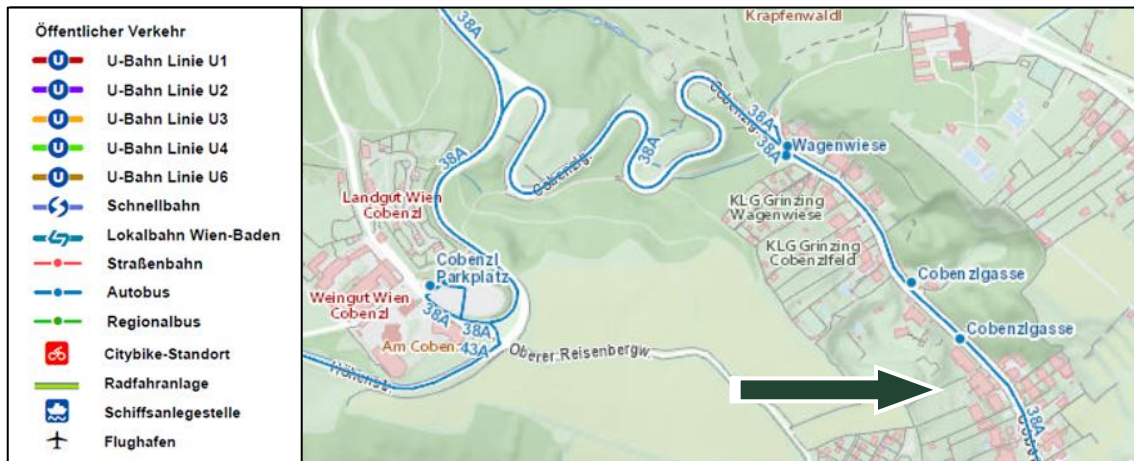 Öffentlicher Verkehr
U U-Bahn Linie U1
U U-Bahn Linie U2
U U-Bahn Linie U3
U U-Bahn Linie U4
U U-Bahn Linie U6
Schnellbahn
Lokalbahn Wien-Baden
Straßenbahn
Autobus
Regionalbus
Citybike-Standort
Radfahranlage
Schiffsanlegestelle
Flughafen
38A
Krapfenwaldl
38A
Cobenzlg.
38A
Cobenzlg.
38A
38A
Wagenwiese
Landgut Wien
Cobenzl
KLG Grinzing
Wagenwiese
KLG Grinzing
Cobenzlfeld
Cobenzl
Parkplatz
Cobenzlgasse
Weingut Wien
Cobenzl
38A
38A
43A
Am Coben
Cobenzlgasse
Oberer Reisenbergw.
Höhenst.
38A